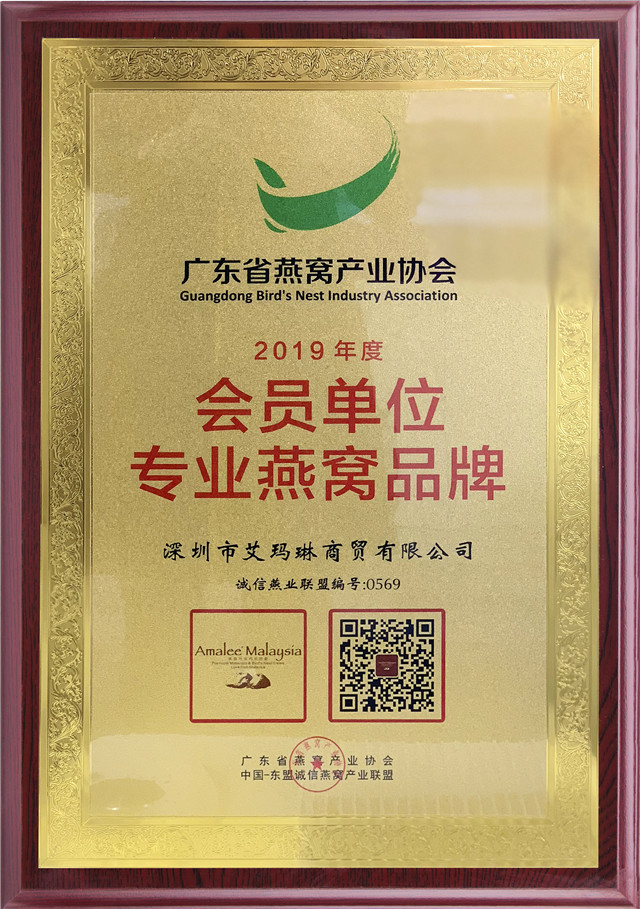 广东省燕窝产业协会
Guangdong Bird's Nest Industry Association
2019年度
会员单位
专业燕窝品牌
深圳市艾玛琳商贸有限公司
诚信燕业联盟编号:0569
Amalee Malaysia
广东省燕窝产业协会
中国-东盟诚信燕窝产业联盟